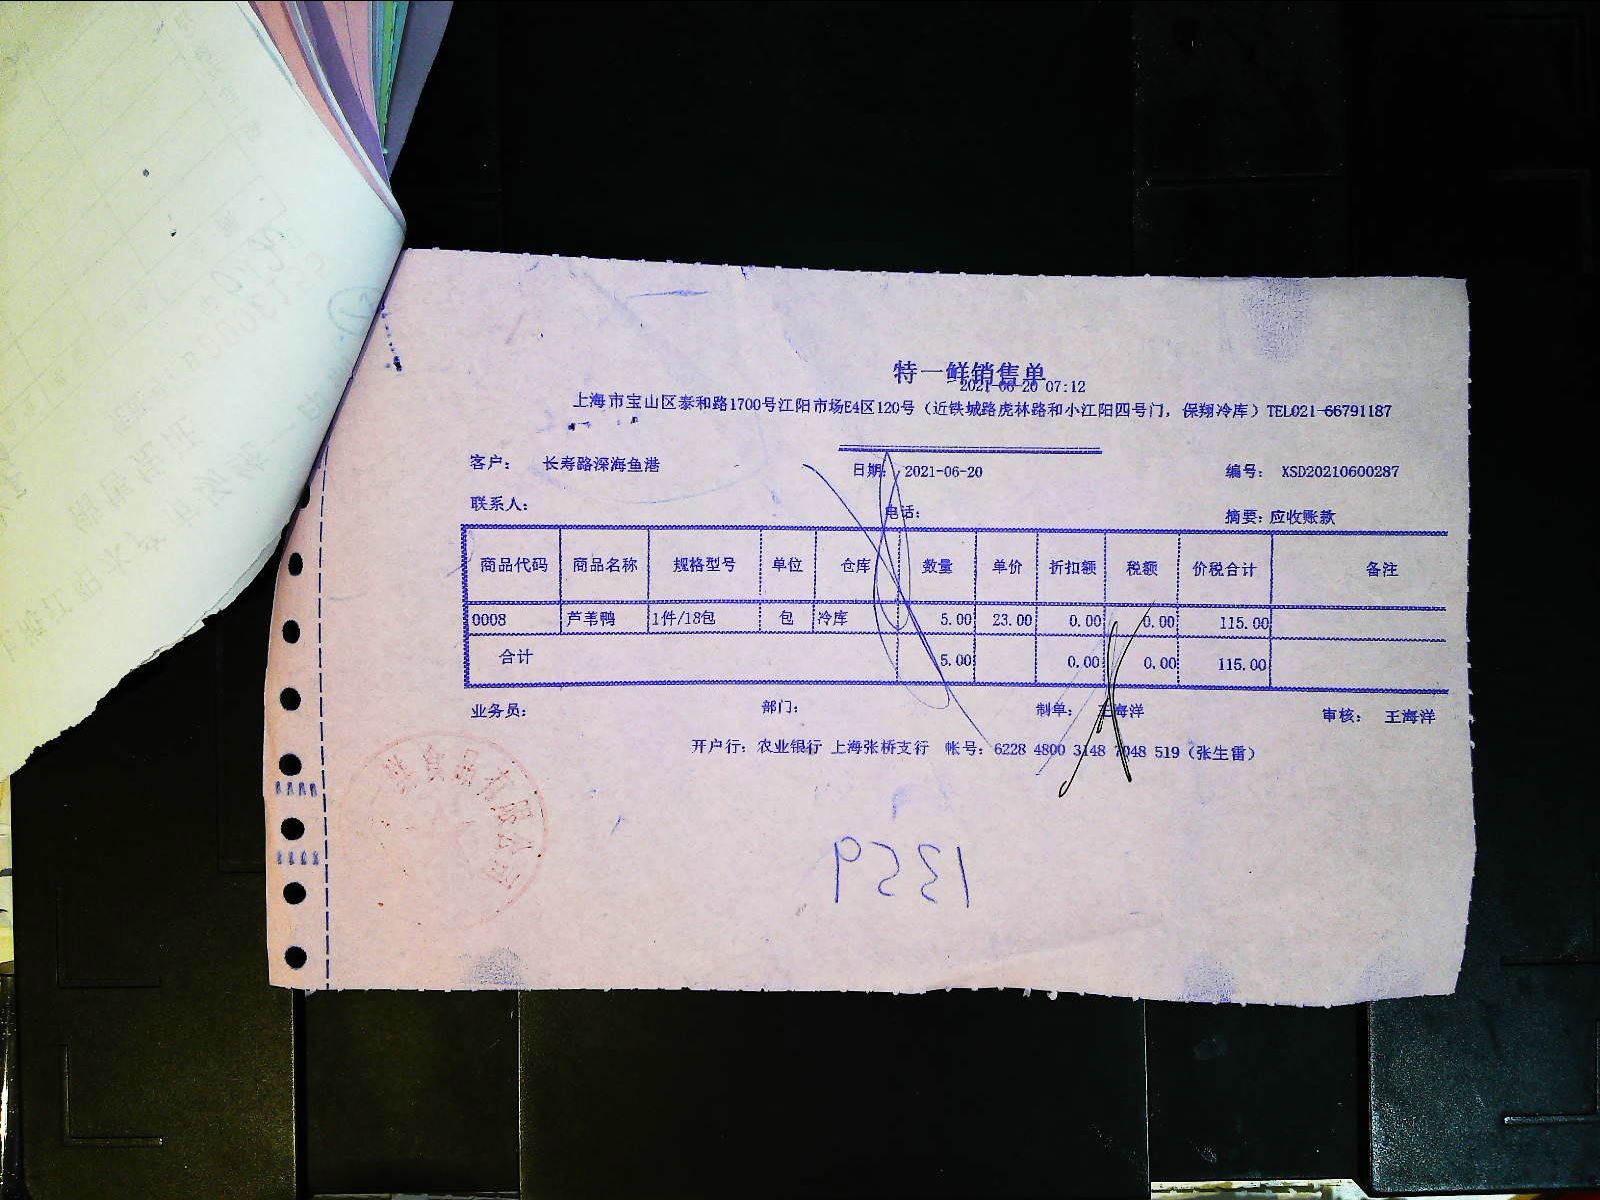 特一鲜销售单
2021-06-20 07:12
上海市宝山区泰和路1700号江阳市场E4区120号（近铁城路虎林路和小江阳四号门，保翔冷库）TEL021-66791187
客户： 长寿路深海鱼港 日期： 2021-06-20 编号： XSD20210600287
联系人： 电话： 摘要：应收账款
商品代码 商品名称 规格型号 单位 仓库 数量 单价 折扣额 税额 价税合计 备注
0008 芦羊鸭 1件/18包 包 冷库 5.00 23.00 0.00 0.00 115.00
合计 5.00 0.00 0.00 115.00
业务员： 部门： 制单： 王海洋 审核： 王海洋
开户行：农业银行 上海张桥支行 帐号：6228 4800 3148 7048 519（张生雷）